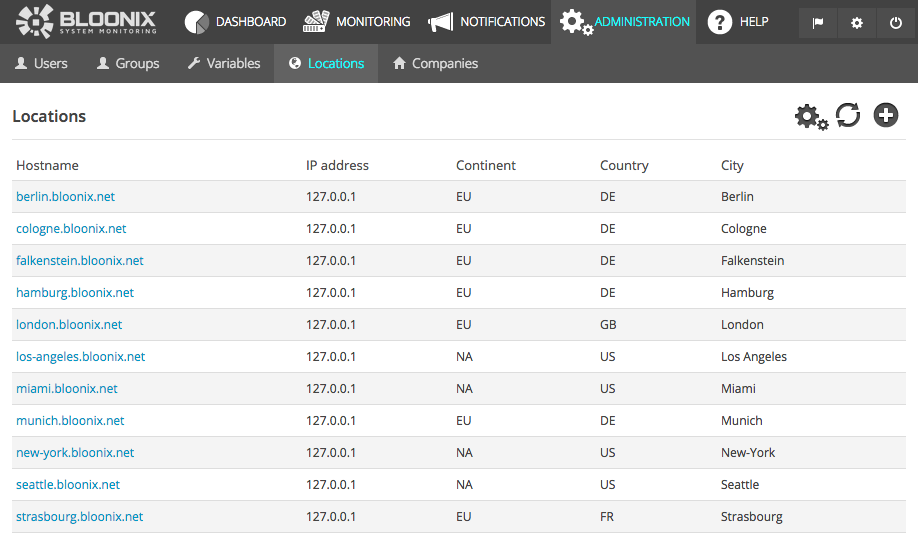 BLOONIX
SYSTEM MONITORING
DASHBOARD MONITORING NOTIFICATIONS ADMINISTRATION ? HELP
Users Groups Variables Locations Companies
Locations
Hostname IP address Continent Country City
berlin.bloonix.net 127.0.0.1 EU DE Berlin
cologne.bloonix.net 127.0.0.1 EU DE Cologne
falkenstein.bloonix.net 127.0.0.1 EU DE Falkenstein
hamburg.bloonix.net 127.0.0.1 EU DE Hamburg
london.bloonix.net 127.0.0.1 EU GB London
los-angeles.bloonix.net 127.0.0.1 NA US Los Angeles
miami.bloonix.net 127.0.0.1 NA US Miami
munich.bloonix.net 127.0.0.1 EU DE Munich
new-york.bloonix.net 127.0.0.1 NA US New-York
seattle.bloonix.net 127.0.0.1 NA US Seattle
strasbourg.bloonix.net 127.0.0.1 EU FR Strasbourg